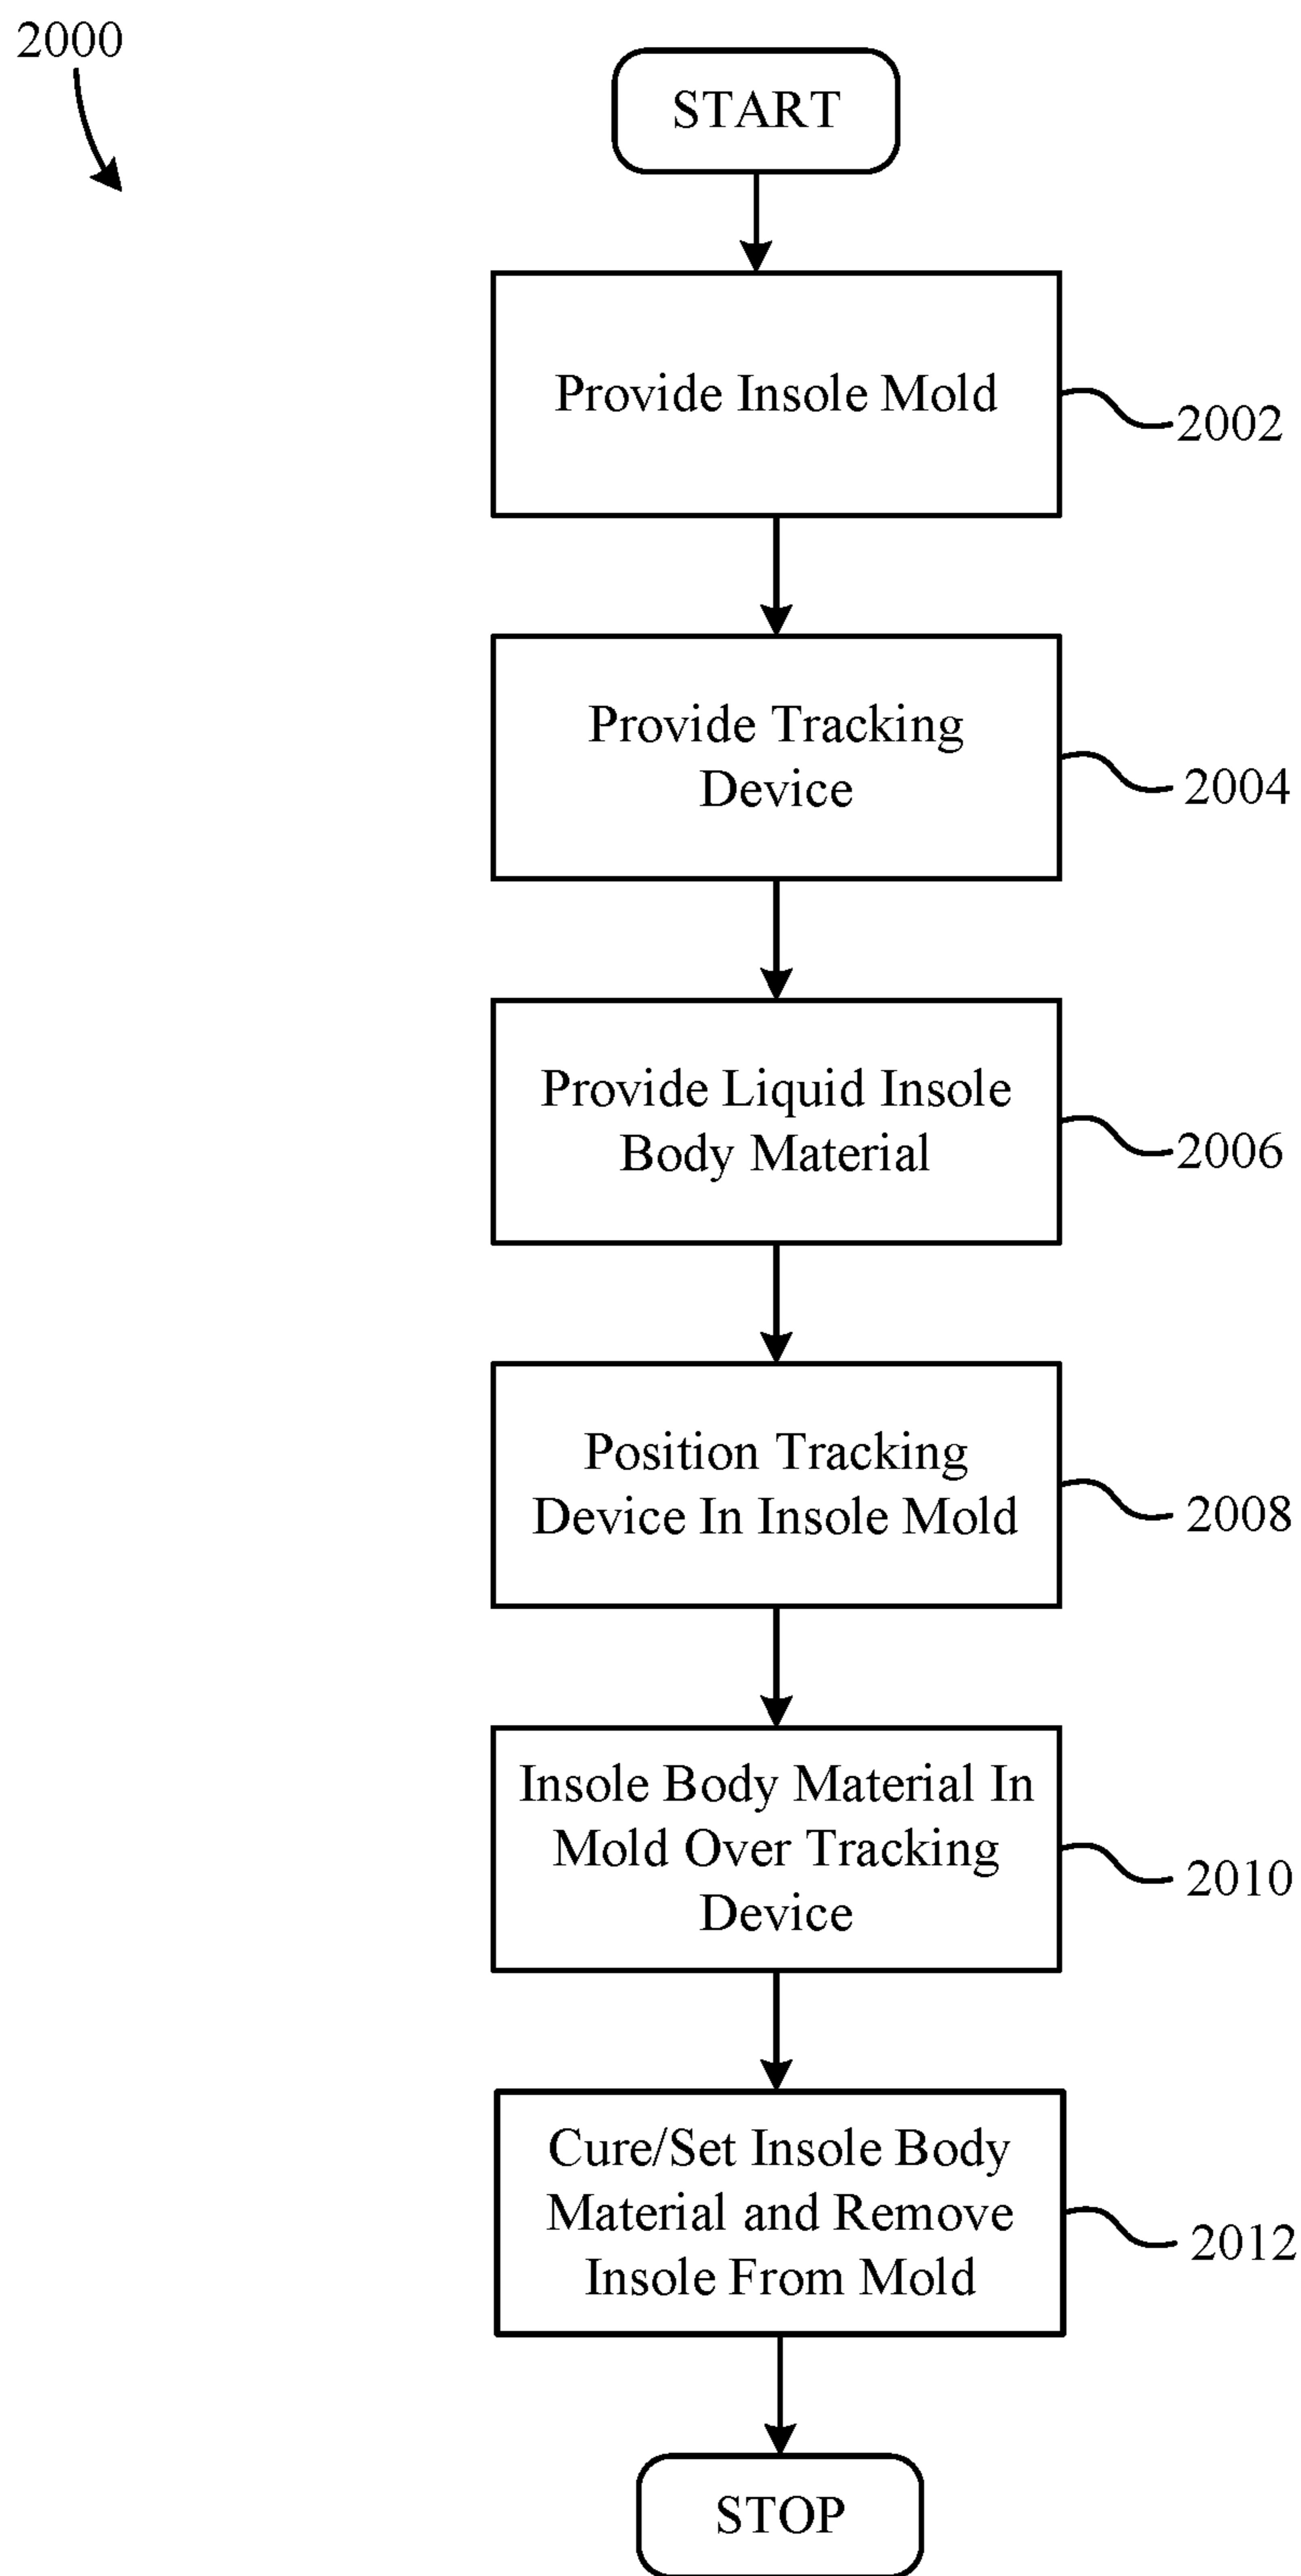 2000
START
Provide Insole Mold
2002
Provide Tracking
Device
2004
Provide Liquid Insole
Body Material
2006
Position Tracking
Device In Insole Mold
2008
Insole Body Material In
Mold Over Tracking
Device
2010
Cure/Set Insole Body
Material and Remove
Insole From Mold
2012
STOP